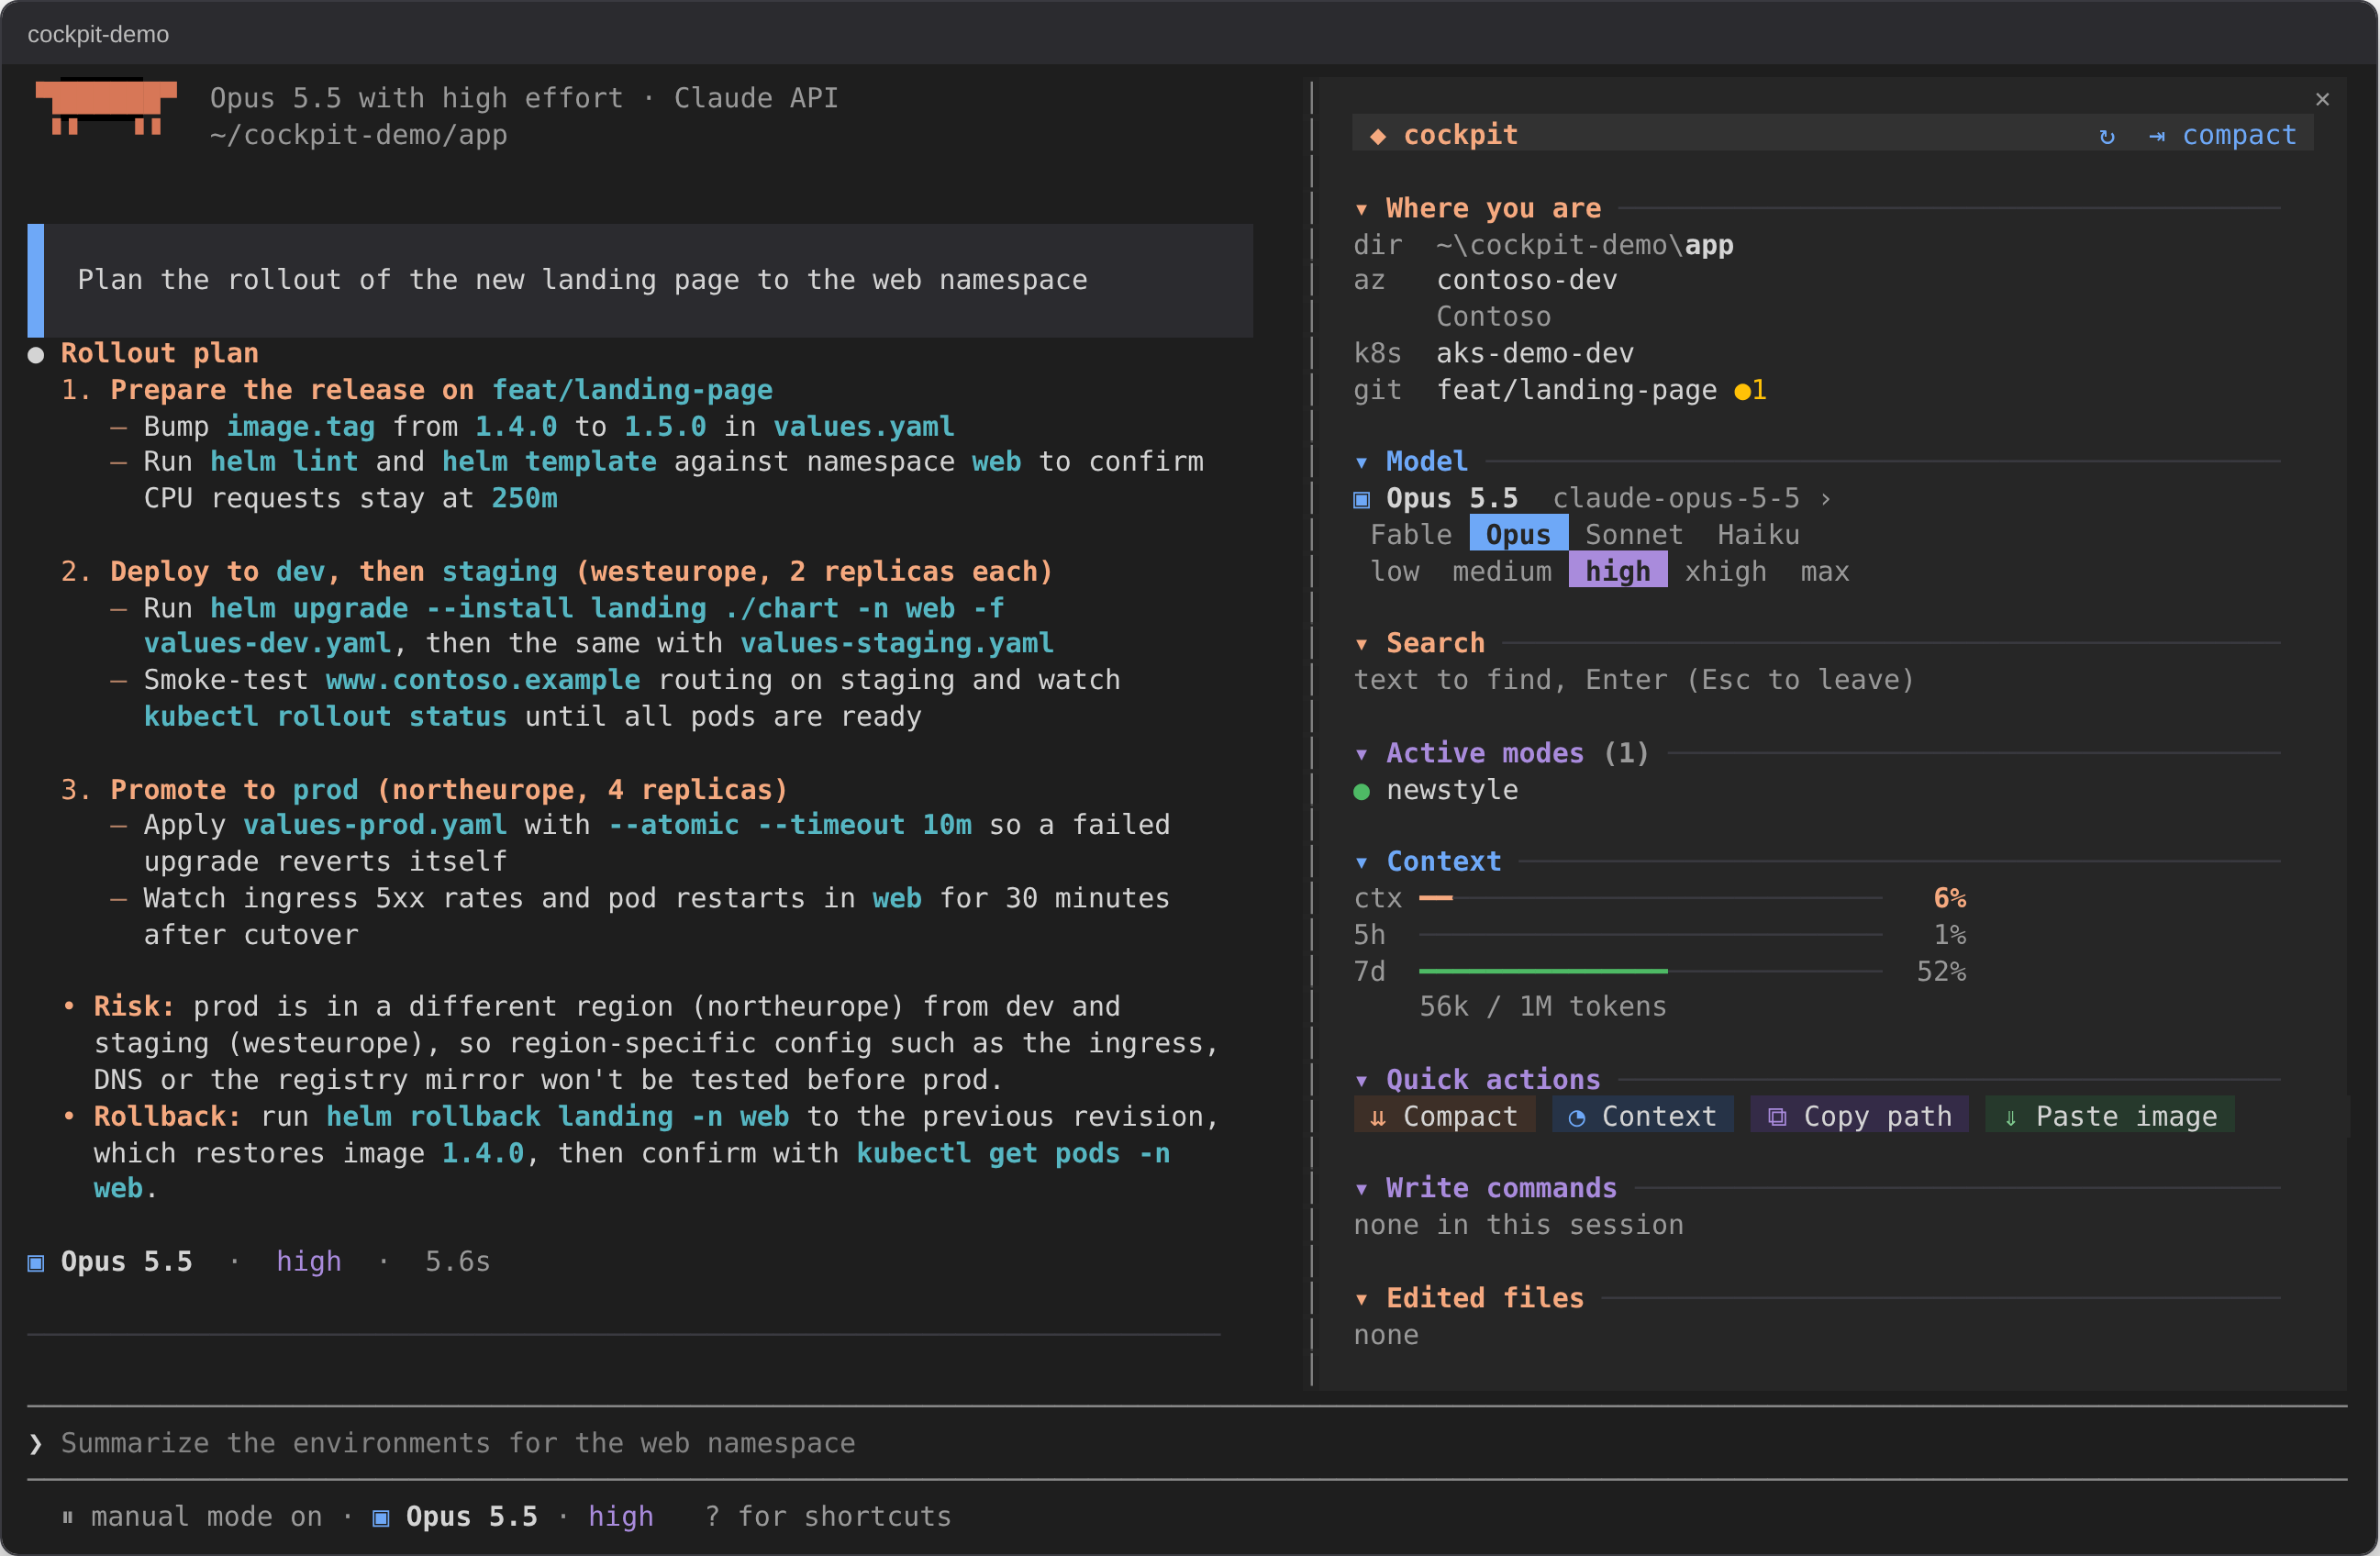 cockpit-demo
Opus 5.5 with high effort · Claude API
~/cockpit-demo/app
Plan the rollout of the new landing page to the web namespace
● Rollout plan
1. Prepare the release on feat/landing-page
– Bump image.tag from 1.4.0 to 1.5.0 in values.yaml
– Run helm lint and helm template against namespace web to confirm
CPU requests stay at 250m
2. Deploy to dev, then staging (westeurope, 2 replicas each)
– Run helm upgrade --install landing ./chart -n web -f
values-dev.yaml, then the same with values-staging.yaml
– Smoke-test www.contoso.example routing on staging and watch
kubectl rollout status until all pods are ready
3. Promote to prod (northeurope, 4 replicas)
– Apply values-prod.yaml with --atomic --timeout 10m so a failed
upgrade reverts itself
– Watch ingress 5xx rates and pod restarts in web for 30 minutes
after cutover
• Risk: prod is in a different region (northeurope) from dev and
staging (westeurope), so region-specific config such as the ingress,
DNS or the registry mirror won't be tested before prod.
• Rollback: run helm rollback landing -n web to the previous revision,
which restores image 1.4.0, then confirm with kubectl get pods -n
web.
▣ Opus 5.5 · high · 5.6s
×
◆ cockpit ↻ ⇥ compact
▾ Where you are
dir ~\cockpit-demo\app
az contoso-dev
Contoso
k8s aks-demo-dev
git feat/landing-page ●1
▾ Model
▣ Opus 5.5 claude-opus-5-5 ›
Fable Opus Sonnet Haiku
low medium high xhigh max
▾ Search
text to find, Enter (Esc to leave)
▾ Active modes (1)
● newstyle
▾ Context
ctx 6%
5h 1%
7d 52%
56k / 1M tokens
▾ Quick actions
⇊ Compact ◔ Context ⧉ Copy path ⇓ Paste image
▾ Write commands
none in this session
▾ Edited files
none
❯ Summarize the environments for the web namespace
⏸ manual mode on · ▣ Opus 5.5 · high ? for shortcuts